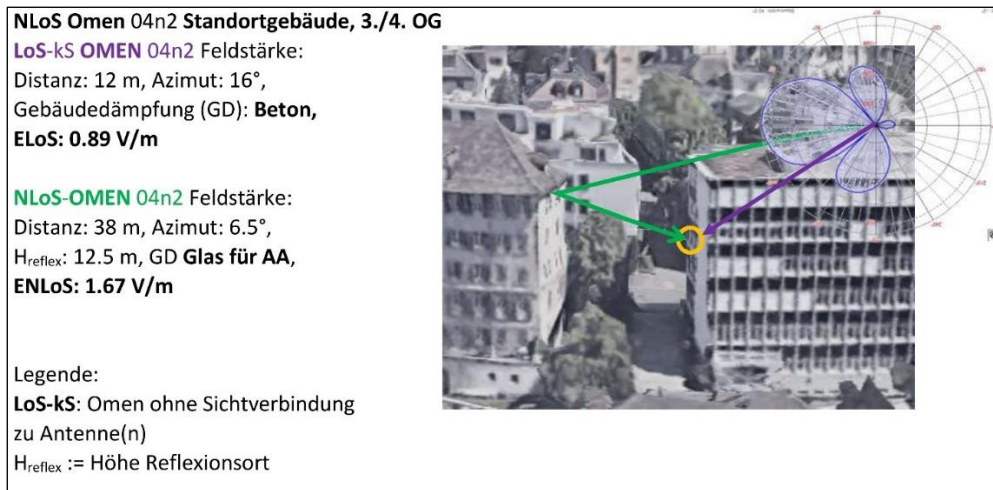 NLoS Omen 04n2 Standortgebäude, 3./4. OG
LoS-kS OMEN 04n2 Feldstärke:
Distanz: 12 m, Azimut: 16°,
Gebäudedämpfung (GD): Beton,
ELoS: 0.89 V/m
NLoS-OMEN 04n2 Feldstärke:
Distanz: 38 m, Azimut: 6.5°,
Hreflex: 12.5 m, GD Glas für AA,
ENLoS: 1.67 V/m
Legende:
LoS-kS: Omen ohne Sichtverbindung
zu Antenne(n)
Hreflex := Höhe Reflexionsort